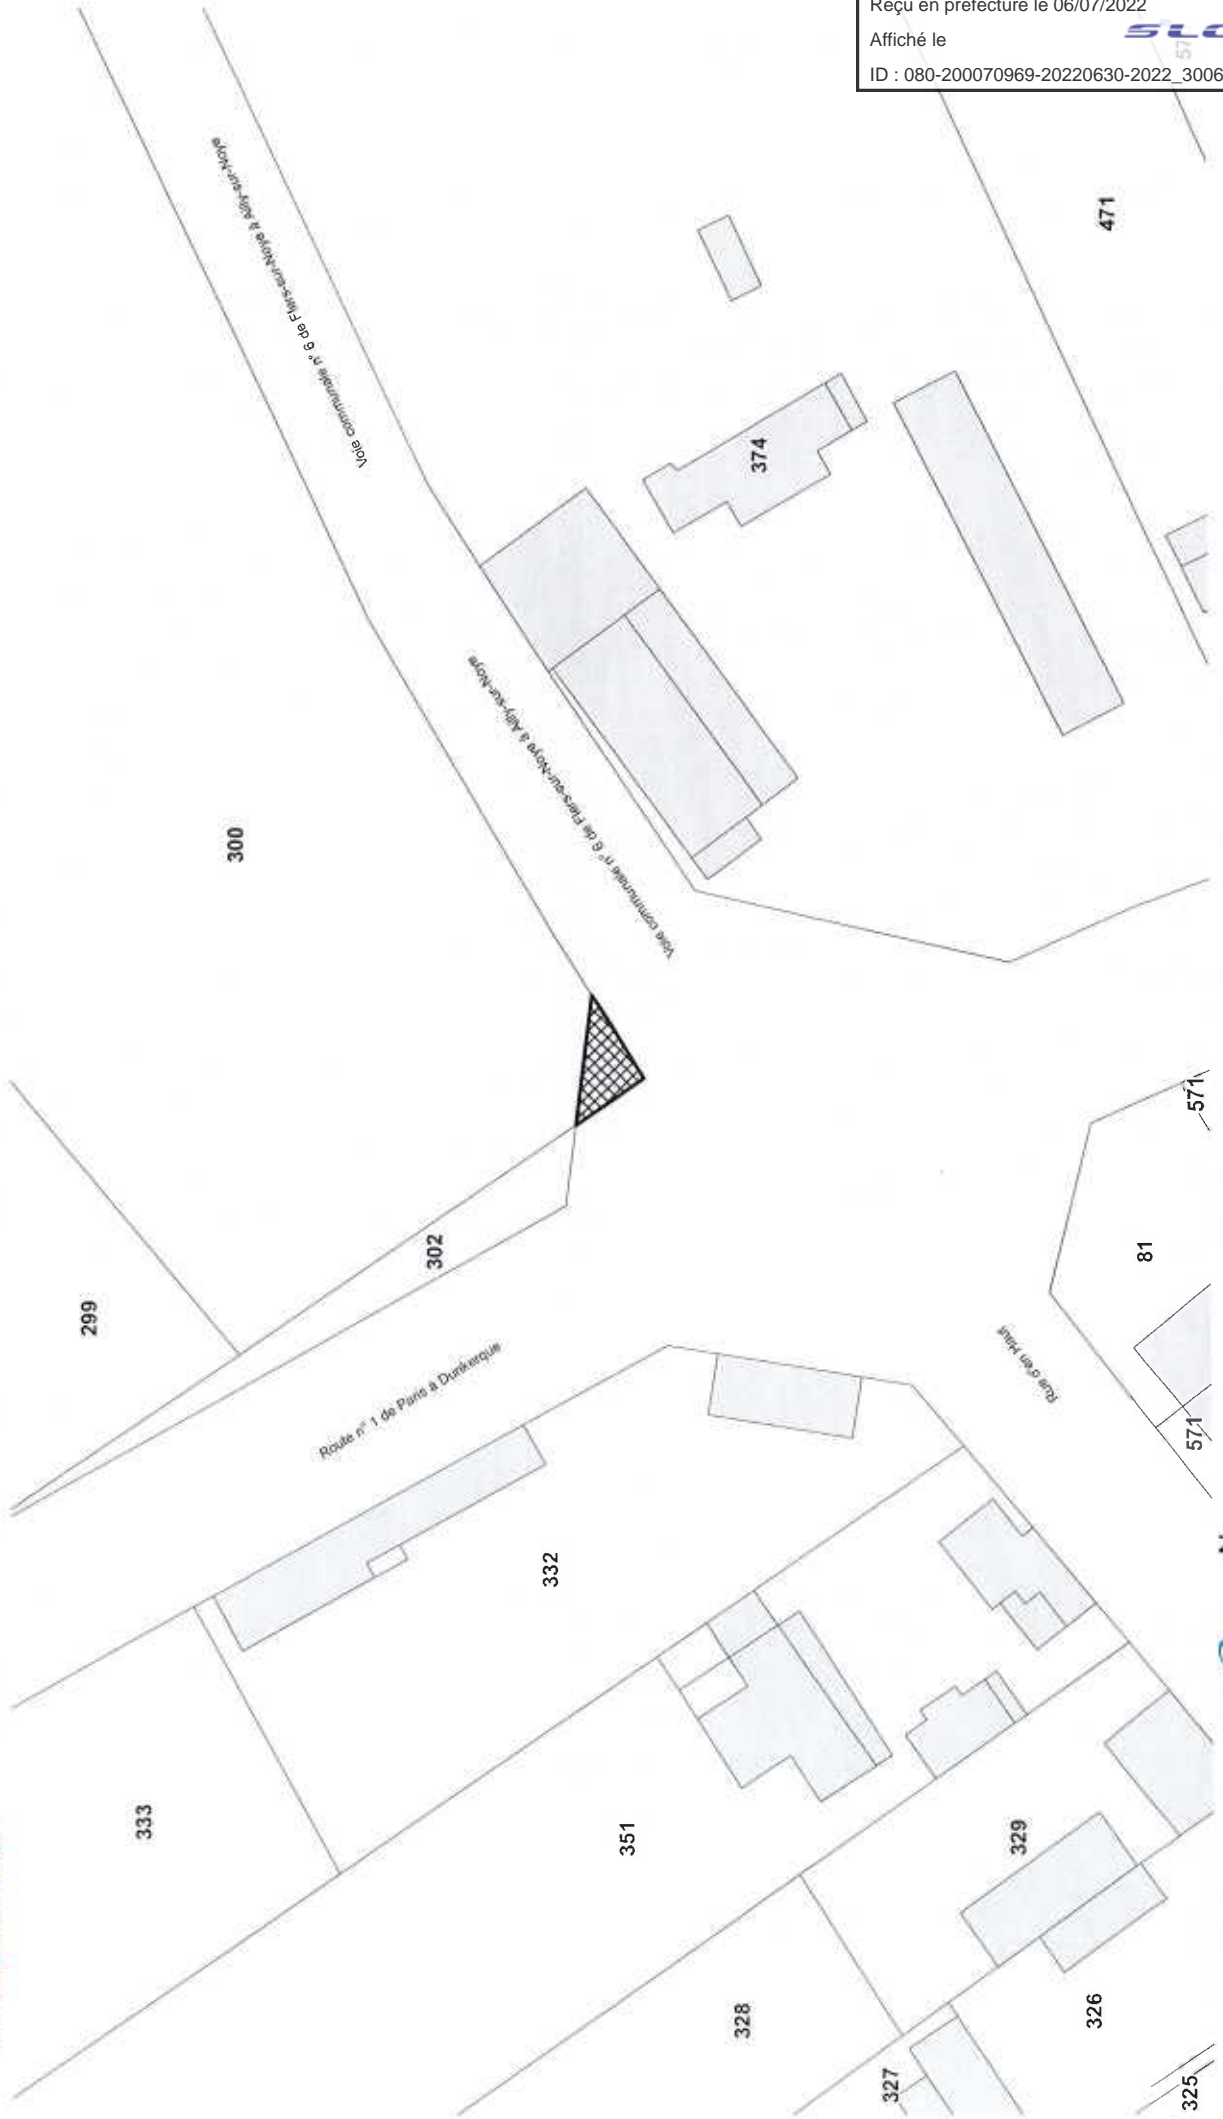 Reçu en préfecture le 06/07/2022
Affiché le
ID : 080-200070969-20220630-2022_3006
57
471
Voie communale n° 6 de Flers-sur-Noye à Ailly-sur-Noye
374
300
Voie communale n° 6 de Flers-sur-Noye à Ailly-sur-Noye
299
302
Route n° 1 de Paris à Dunkerque
571
81
Rue d'en Haut
571
332
333
351
329
328
326
327
325